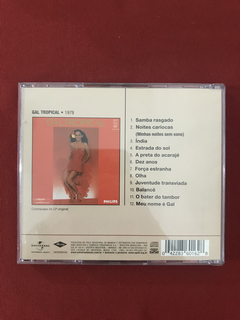 GAL TROPICAL • 1979
1. Samba rasgado
2. Noites cariocas
(Minhas noites sem sono)
3. Índia
4. Estrada do sol
5. A preta do acarajé
6. Dez anos
7. Força estranha
8. Olha
9. Juventude transviada
10. Balancê
11. O bater do tambor
12. Meu nome é Gal
PHILIPS
Contracapa do LP original
UNIVERSAL